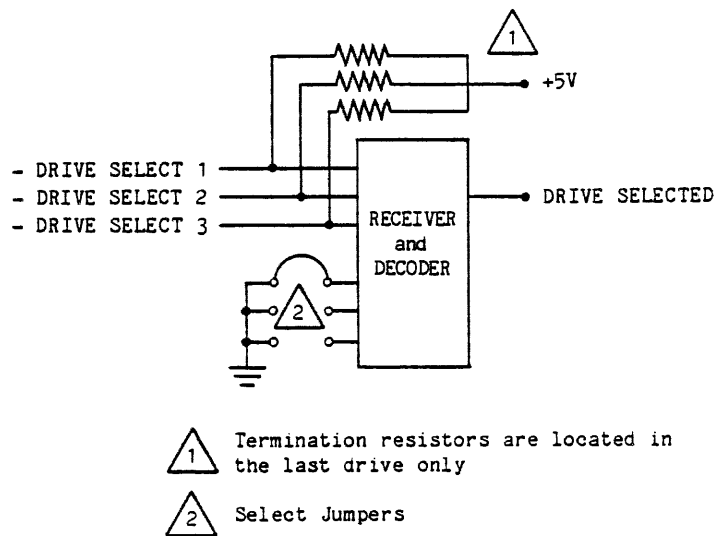 1
+5V
- DRIVE SELECT 1
- DRIVE SELECT 2
- DRIVE SELECT 3
RECEIVER
and
DECODER
DRIVE SELECTED
2
1 Termination resistors are located in
the last drive only
2 Select Jumpers